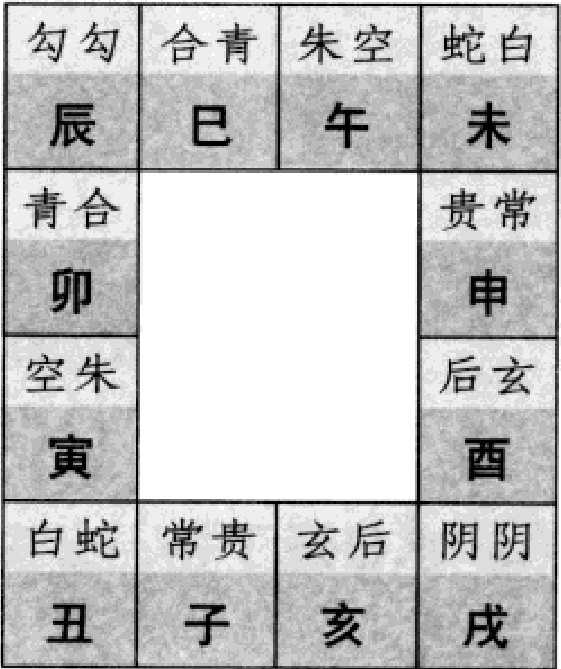 勾勾 合青 朱空 蛇白
辰 巳 午 未
青合 贵常
卯 申
空朱 后玄
寅 酉
白蛇 常贵 玄后 阴阴
丑 子 亥 戌